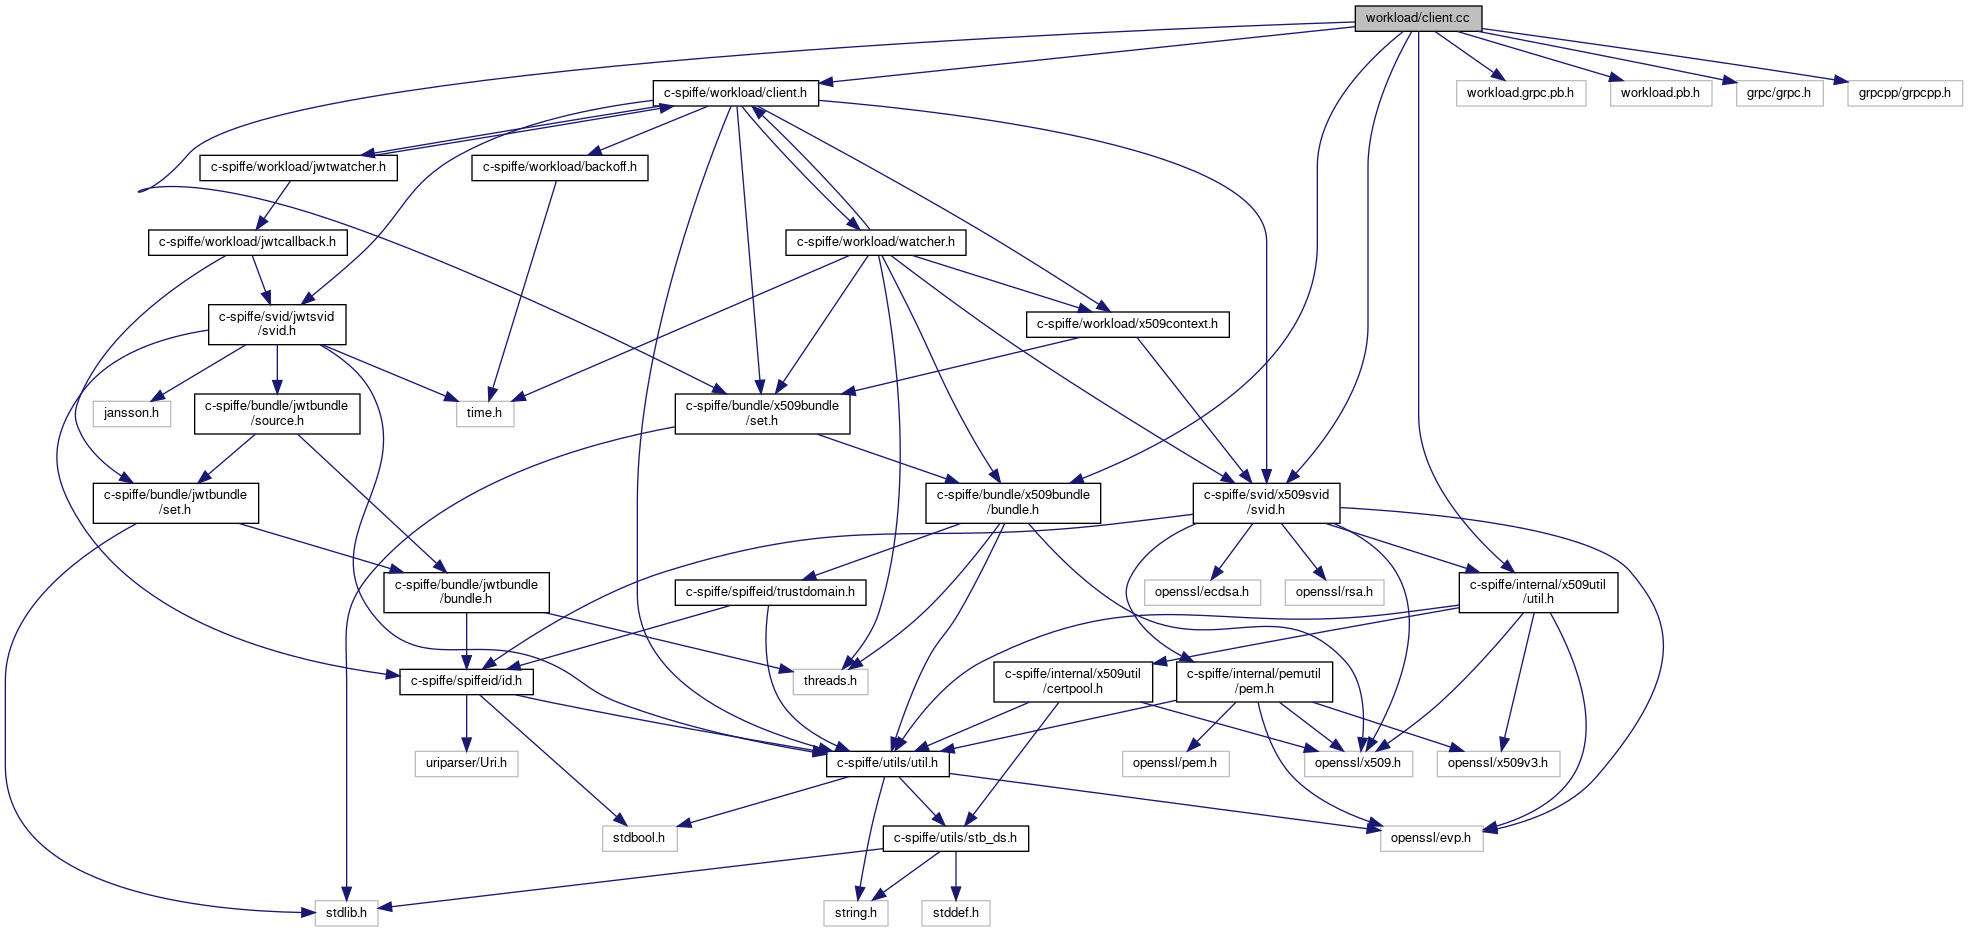 workload/client.cc
c-spiffe/workload/client.h
workload.grpc.pb.h
workload.pb.h
grpc/grpc.h
grpcpp/grpcpp.h
c-spiffe/workload/jwtwatcher.h
c-spiffe/workload/backoff.h
c-spiffe/workload/jwtcallback.h
c-spiffe/workload/watcher.h
c-spiffe/svid/jwtsvid
/svid.h
c-spiffe/workload/x509context.h
jansson.h
c-spiffe/bundle/jwtbundle
/source.h
time.h
c-spiffe/bundle/x509bundle
/set.h
c-spiffe/bundle/jwtbundle
/set.h
c-spiffe/bundle/x509bundle
/bundle.h
c-spiffe/svid/x509svid
/svid.h
c-spiffe/bundle/jwtbundle
/bundle.h
c-spiffe/spiffeid/trustdomain.h
openssl/ecdsa.h
openssl/rsa.h
c-spiffe/internal/x509util
/util.h
c-spiffe/spiffeid/id.h
threads.h
c-spiffe/internal/x509util
/certpool.h
c-spiffe/internal/pemutil
/pem.h
uriparser/Uri.h
c-spiffe/utils/util.h
openssl/pem.h
openssl/x509.h
openssl/x509v3.h
stdbool.h
c-spiffe/utils/stb_ds.h
openssl/evp.h
stdlib.h
string.h
stddef.h